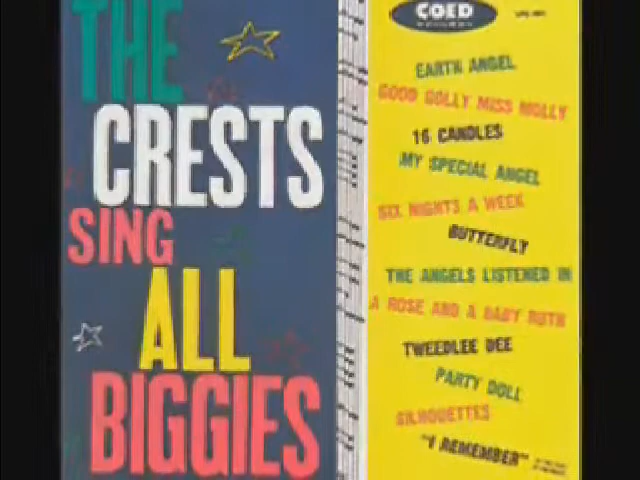 THE
CRESTS
SING
ALL
BIGGIES
COED
EARTH ANGEL
GOOD GOLLY MISS MOLLY
16 CANDLES
MY SPECIAL ANGEL
SIX NIGHTS A WEEK
BUTTERFLY
THE ANGELS LISTENED IN
A ROSE AND A BABY RUTH
TWEEDLEE DEE
PARTY DOLL
SILHOUETTES
"I REMEMBER"